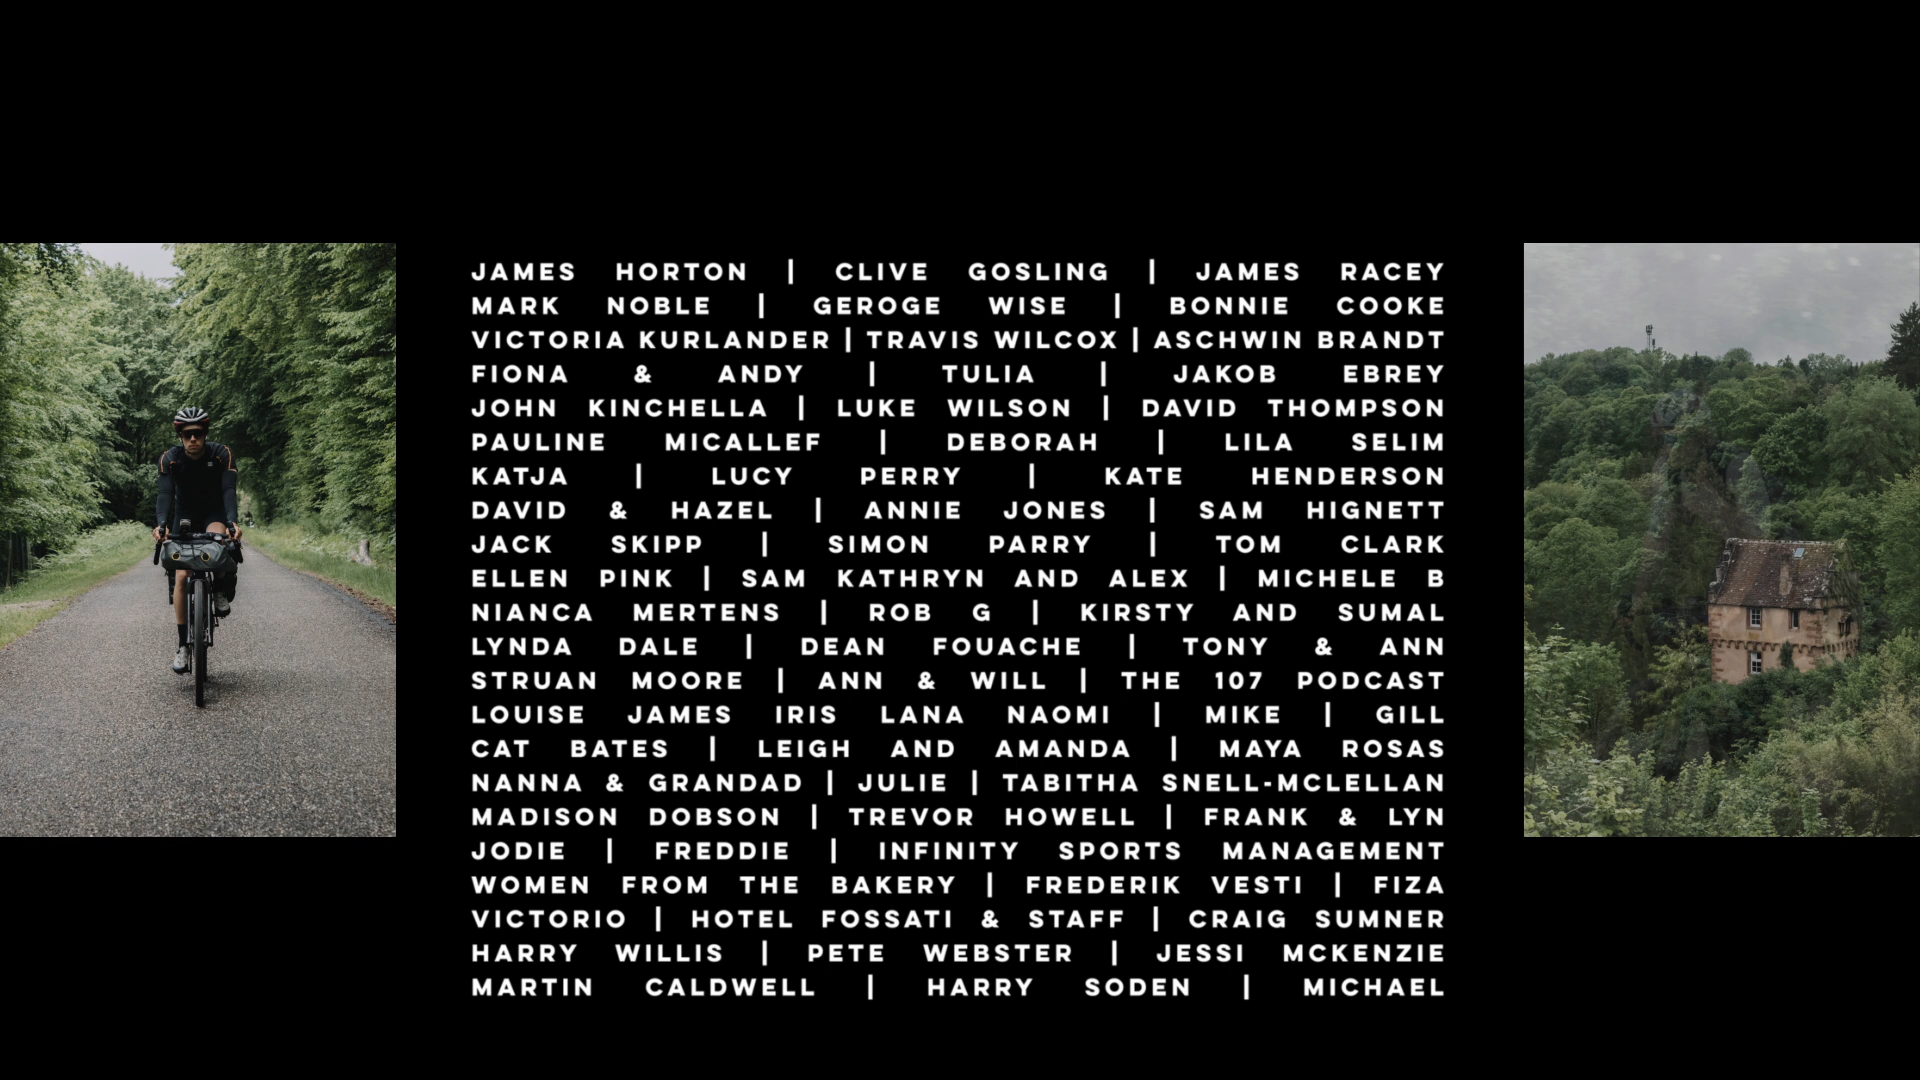 JAMES HORTON | CLIVE GOSLING | JAMES RACEY
MARK NOBLE | GEROGE WISE | BONNIE COOKE
VICTORIA KURLANDER | TRAVIS WILCOX | ASCHWIN BRANDT
FIONA & ANDY | TULIA | JAKOB EBREY
JOHN KINCHELLA | LUKE WILSON | DAVID THOMPSON
PAULINE MICALLEF | DEBORAH | LILA SELIM
KATJA | LUCY PERRY | KATE HENDERSON
DAVID & HAZEL | ANNIE JONES | SAM HIGNETT
JACK SKIPP | SIMON PARRY | TOM CLARK
ELLEN PINK | SAM KATHRYN AND ALEX | MICHELE B
NIANCA MERTENS | ROB G | KIRSTY AND SUMAL
LYNDA DALE | DEAN FOUACHE | TONY & ANN
STRUAN MOORE | ANN & WILL | THE 107 PODCAST
LOUISE JAMES IRIS LANA NAOMI | MIKE | GILL
CAT BATES | LEIGH AND AMANDA | MAYA ROSAS
NANNA & GRANDAD | JULIE | TABITHA SNELL-MCLELLAN
MADISON DOBSON | TREVOR HOWELL | FRANK & LYN
JODIE | FREDDIE | INFINITY SPORTS MANAGEMENT
WOMEN FROM THE BAKERY | FREDERIK VESTI | FIZA
VICTORIO | HOTEL FOSSATI & STAFF | CRAIG SUMNER
HARRY WILLIS | PETE WEBSTER | JESSI MCKENZIE
MARTIN CALDWELL | HARRY SODEN | MICHAEL